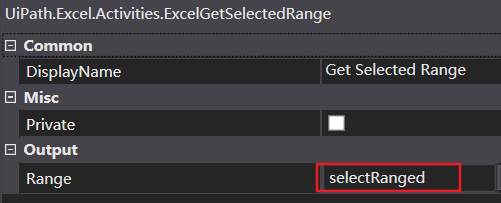 UiPath.Excel.Activities.ExcelGetSelectedRange
Common
DisplayName Get Selected Range
Misc
Private
Output
Range selectRanged